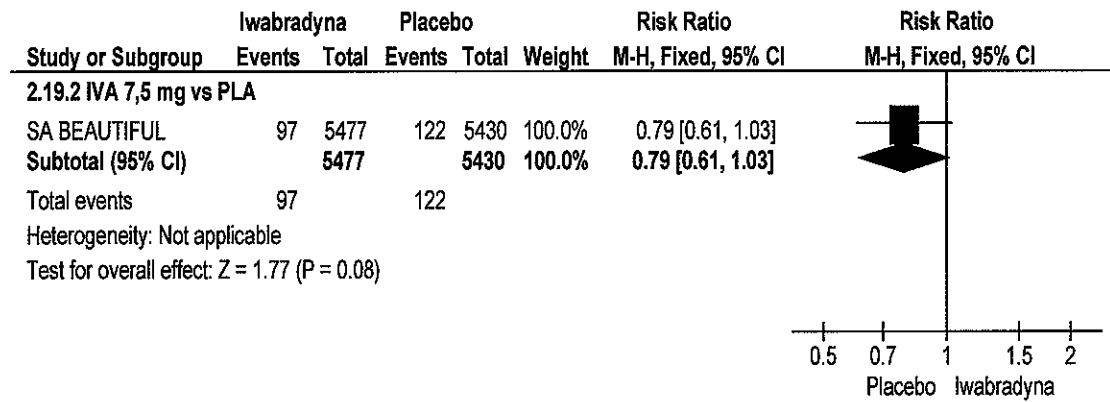 Iwabradyna Placebo Risk Ratio Risk Ratio
Study or Subgroup Events Total Events Total Weight M-H, Fixed, 95% CI M-H, Fixed, 95% CI
2.19.2 IVA 7,5 mg vs PLA
SA BEAUTIFUL 97 5477 122 5430 100.0% 0.79 [0.61, 1.03]
Subtotal (95% CI) 5477 5430 100.0% 0.79 [0.61, 1.03]
Total events 97 122
Heterogeneity: Not applicable
Test for overall effect: Z = 1.77 (P = 0.08)
0.5 0.7 1 1.5 2
Placebo Iwabradyna